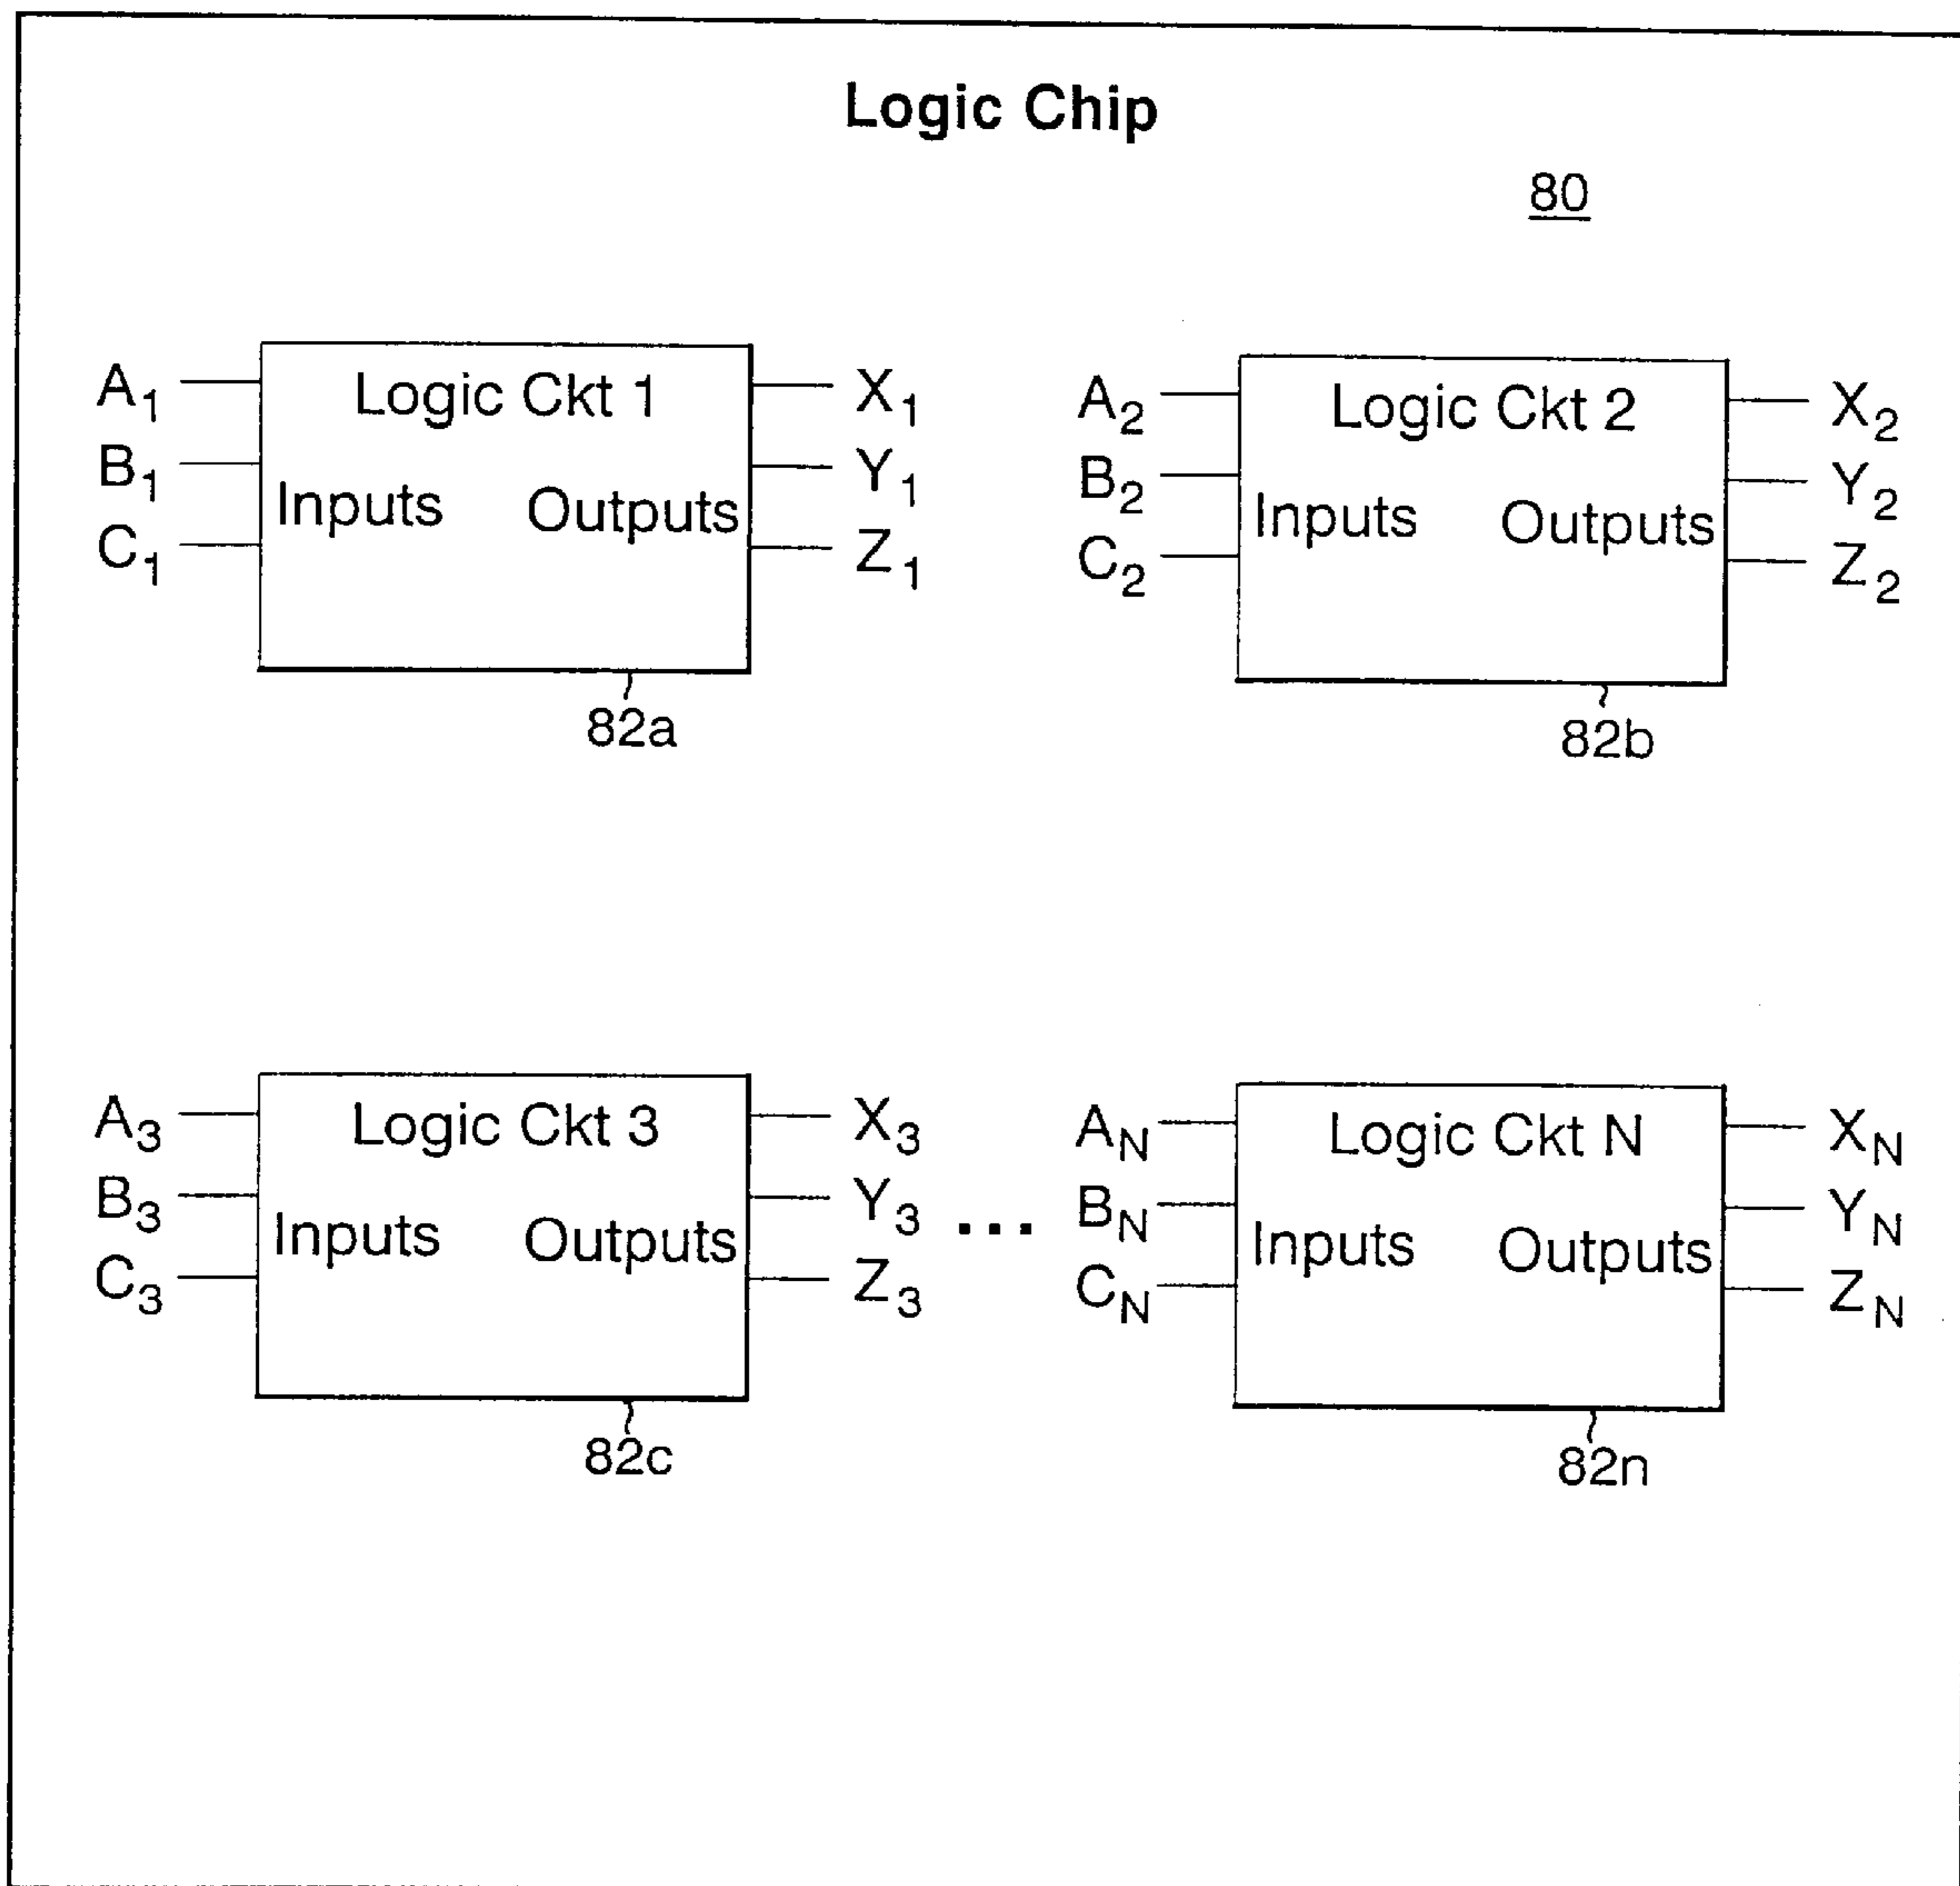 Logic Chip
80
A1 Logic Ckt 1 X1
B1 Y1
Inputs Outputs
C1 Z1
82a
A2 Logic Ckt 2 X2
B2 Y2
Inputs Outputs
C2 Z2
82b
A3 Logic Ckt 3 X3
B3 Y3
Inputs Outputs
C3 Z3
82c
...
AN Logic Ckt N XN
BN YN
Inputs Outputs
CN ZN
82n